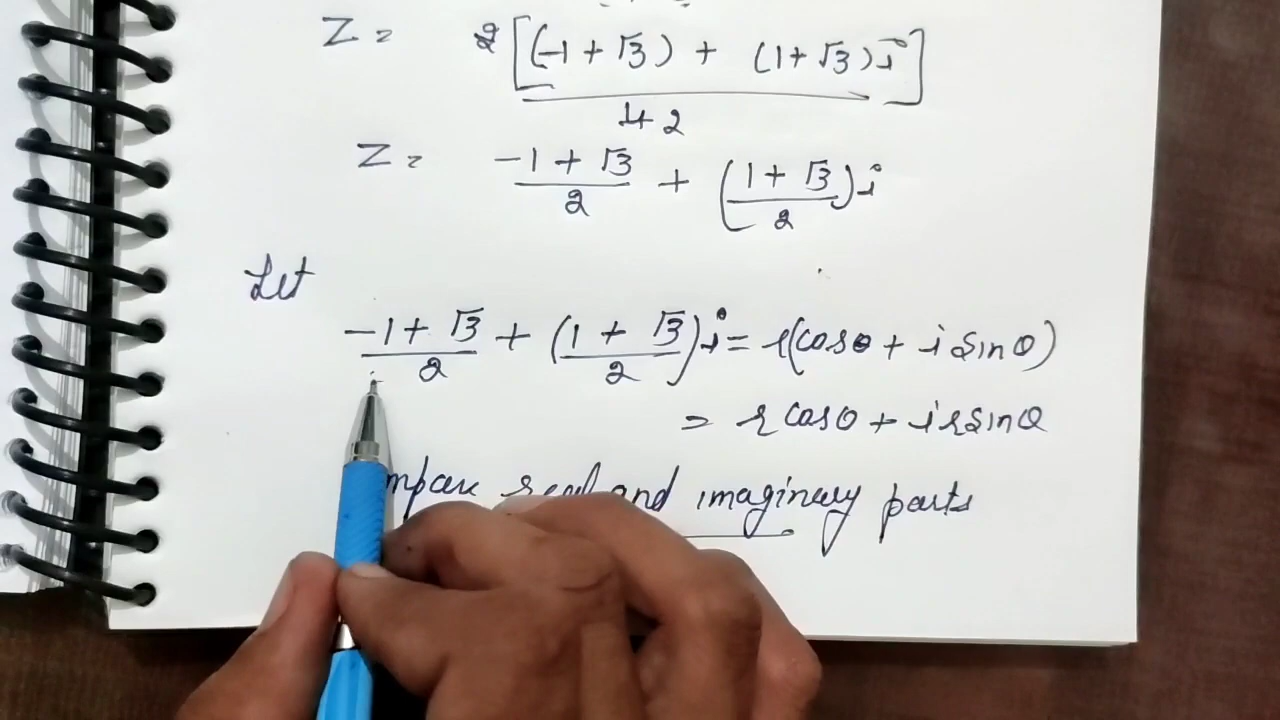 Z = 2[(-1 + √3) + (1 + √3)i]
4 2
Z = -1 + √3 / 2 + (1 + √3 / 2)i
Let
-1 + √3 / 2 + (1 + √3 / 2)i = r(cosθ + i sinθ)
= r cosθ + i r sinθ
real and imaginary parts